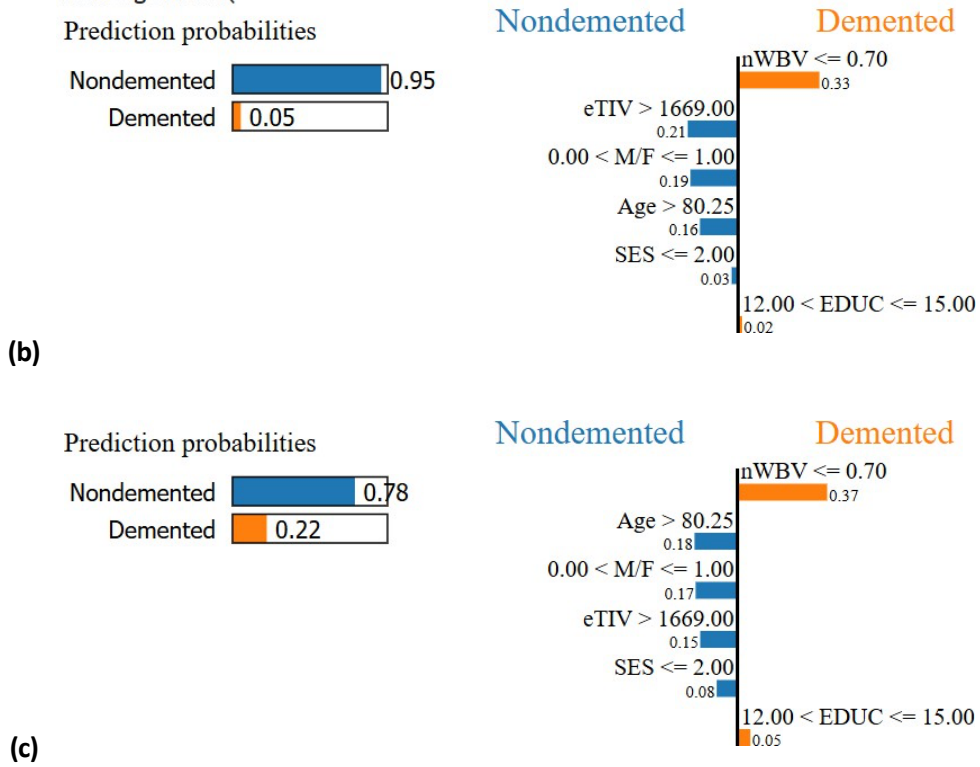 Prediction probabilities
Nondemented 0.95
Demented 0.05
Nondemented Demented
nWBV <= 0.70
0.33
eTIV > 1669.00
0.21
0.00 < M/F <= 1.00
0.19
Age > 80.25
0.16
SES <= 2.00
0.03
12.00 < EDUC <= 15.00
0.02
(b)
Prediction probabilities
Nondemented 0.78
Demented 0.22
Nondemented Demented
nWBV <= 0.70
0.37
Age > 80.25
0.18
0.00 < M/F <= 1.00
0.17
eTIV > 1669.00
0.15
SES <= 2.00
0.08
12.00 < EDUC <= 15.00
0.05
(c)